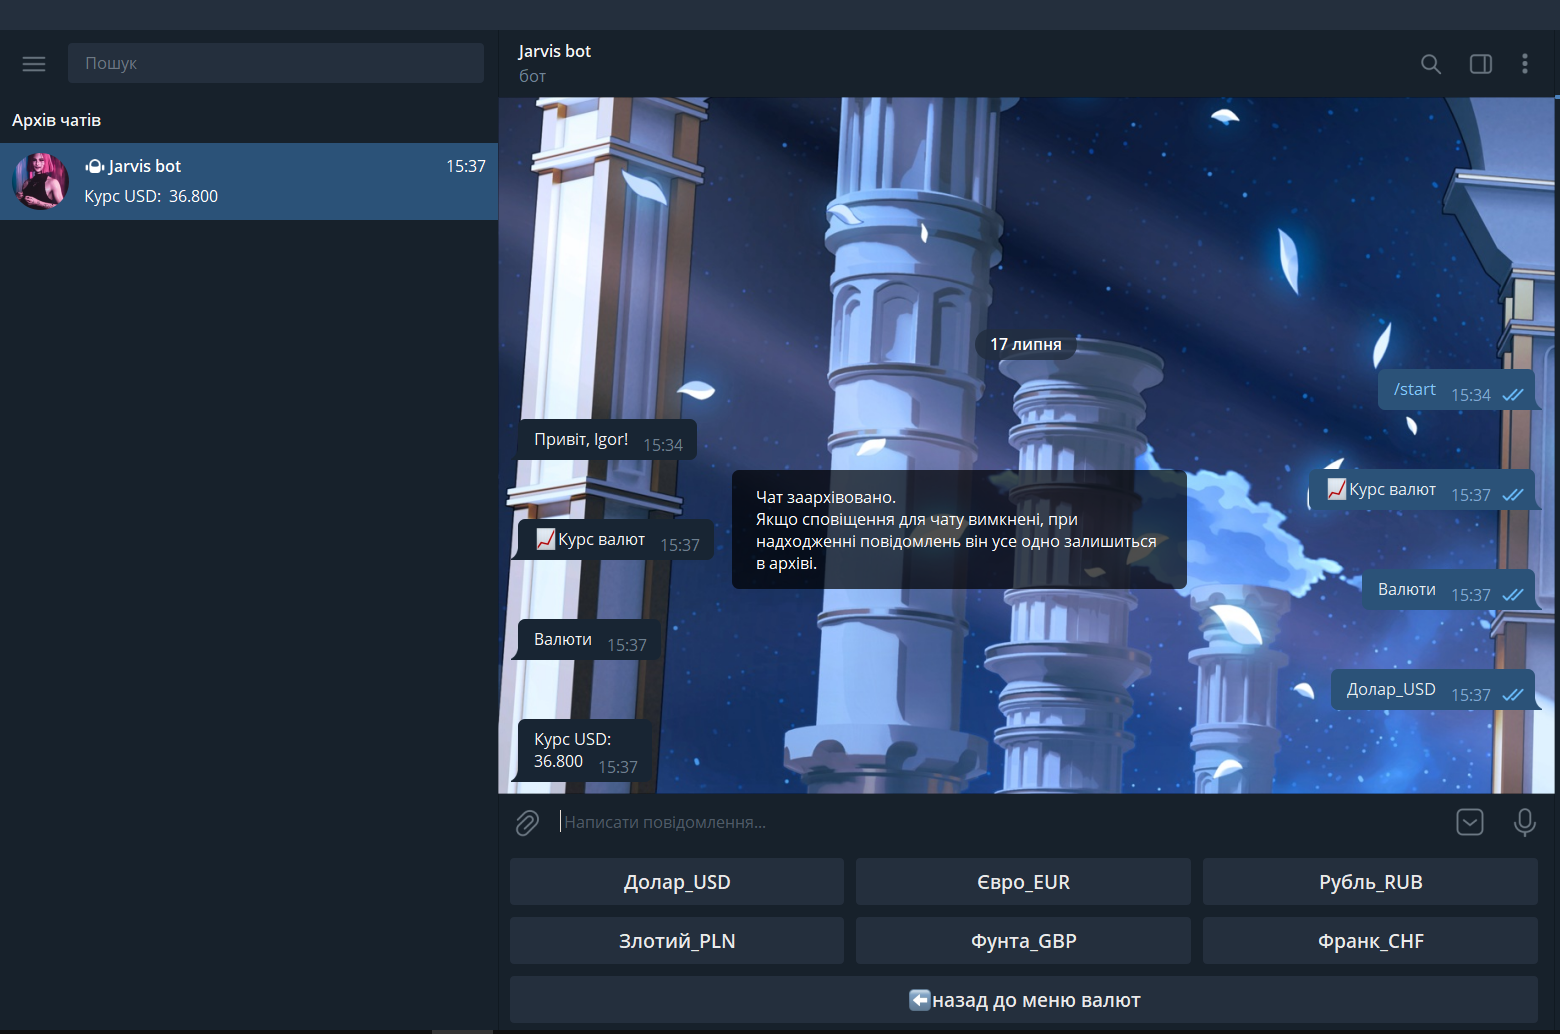 Пошук
Архів чатів
Jarvis bot 15:37
Курс USD: 36.800
Jarvis bot
бот
17 липня
/start 15:34
Привіт, Igor! 15:34
Курс валют 15:37
Чат заархівовано.
Якщо сповіщення для чату вимкнені, при
надходженні повідомлень він усе одно залишиться
в архіві.
Курс валют 15:37
Валюти 15:37
Валюти 15:37
Долар_USD 15:37
Курс USD:
36.800 15:37
Написати повідомлення...
Долар_USD Євро_EUR Рубль_RUB
Злотий_PLN Фунта_GBP Франк_CHF
назад до меню валют